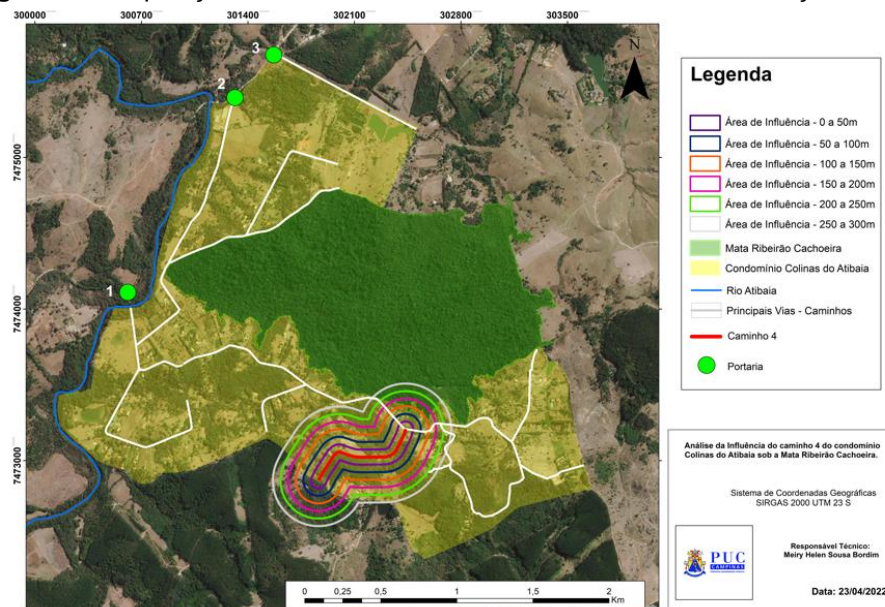 300000 300700 301400 302100 302800 303500
3
N
2
1
7475000
7474000
7473000
0 0,25 0,5 1 1,5 2
Km
Legenda
Área de Influência - 0 a 50m
Área de Influência - 50 a 100m
Área de Influência - 100 a 150m
Área de Influência - 150 a 200m
Área de Influência - 200 a 250m
Área de Influência - 250 a 300m
Mata Ribeirão Cachoeira
Condomínio Colinas do Atibaia
Rio Atibaia
Principais Vias - Caminhos
Caminho 4
Portaria
Análise da Influência do caminho 4 do condomínio
Colinas do Atibaia sob a Mata Ribeirão Cachoeira.
Sistema de Coordenadas Geográficas
SIRGAS 2000 UTM 23 S
PUC
CAMPINAS
Responsável Técnico:
Meiry Helen Sousa Bordim
Data: 23/04/2022